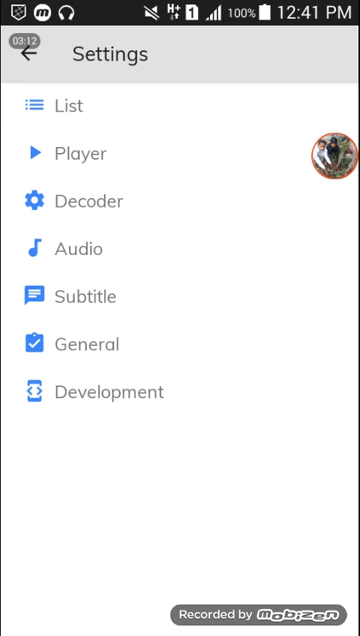 H+ 1 100% 12:41 PM
03:12
Settings
List
Player
Decoder
Audio
Subtitle
General
Development
Recorded by mobizen